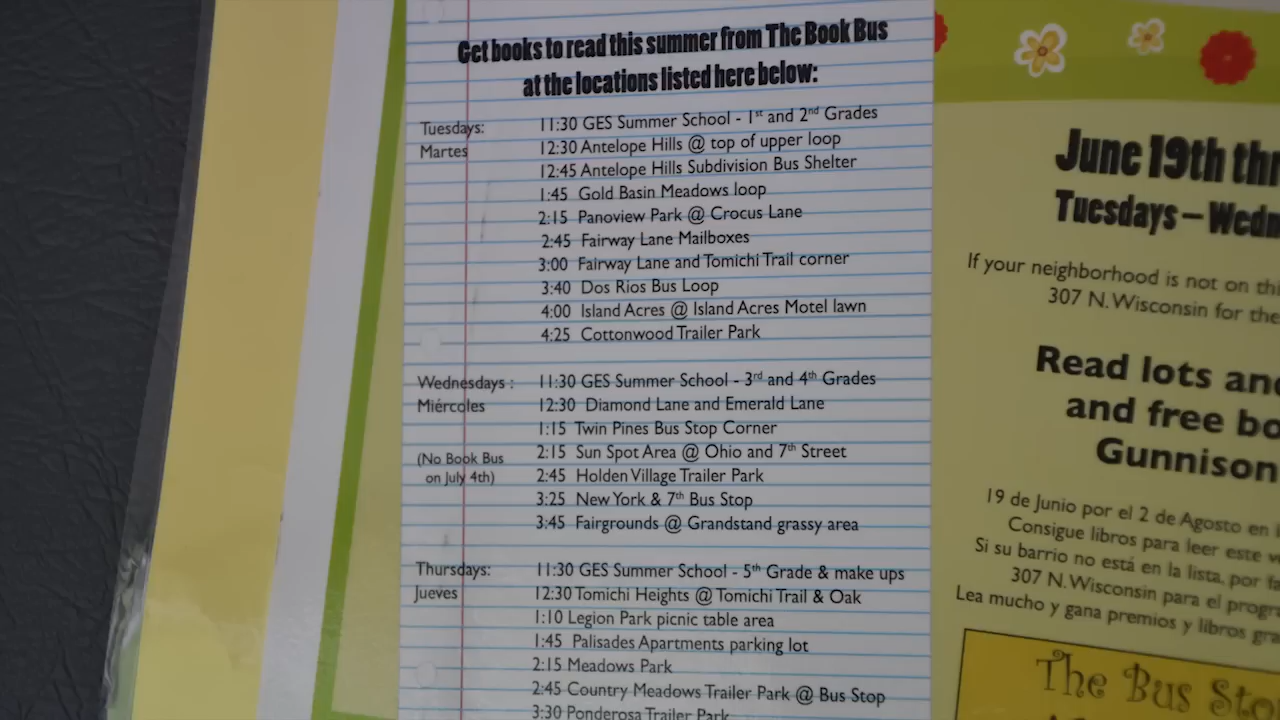 Get books to read this summer from The Book Bus
at the locations listed here below:
Tuesdays: 11:30 GES Summer School - 1st and 2nd Grades
Martes 12:30 Antelope Hills @ top of upper loop
12:45 Antelope Hills Subdivision Bus Shelter
1:45 Gold Basin Meadows loop
2:15 Panoview Park @ Crocus Lane
2:45 Fairway Lane Mailboxes
3:00 Fairway Lane and Tomichi Trail corner
3:40 Dos Rios Bus Loop
4:00 Island Acres @ Island Acres Motel lawn
4:25 Cottonwood Trailer Park
Wednesdays : 11:30 GES Summer School - 3rd and 4th Grades
Miércoles 12:30 Diamond Lane and Emerald Lane
1:15 Twin Pines Bus Stop Corner
(No Book Bus 2:15 Sun Spot Area @ Ohio and 7th Street
on July 4th) 2:45 Holden Village Trailer Park
3:25 New York & 7th Bus Stop
3:45 Fairgrounds @ Grandstand grassy area
Thursdays: 11:30 GES Summer School - 5th Grade & make ups
Jueves 12:30 Tomichi Heights @ Tomichi Trail & Oak
1:10 Legion Park picnic table area
1:45 Palisades Apartments parking lot
2:15 Meadows Park
2:45 Country Meadows Trailer Park @ Bus Stop
3:30 Ponderosa Trailer Park
June 19th thr
Tuesdays – Wedn
If your neighborhood is not on thi
307 N. Wisconsin for the
Read lots and
and free bo
Gunnison
19 de Junio por el 2 de Agosto en
Consigue libros para leer este v
Si su barrio no está en la lista, por fa
307 N. Wisconsin para el progr
Lea mucho y gana premios y libros gra
The Bus Sto